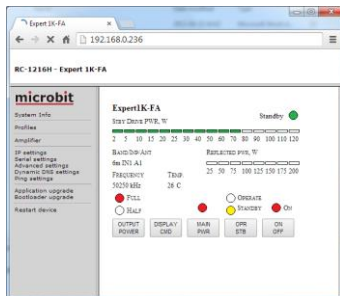 Expert1K-FA
192.168.0.236
RC-1216H - Expert 1K-FA
microbit
System Info
Profiles
Amplifier
IP settings
Serial settings
Advanced settings
Dynamic DNS settings
Ping settings
Application upgrade
Bootloader upgrade
Restart device
Expert1K-FA
Standby
STBY DRIVE PWR, W
2 5 10 15 20 25 30 35 40 45 50 60 70 80 90 100 110 120
BAND INP ANT
6m IN1 A1
REFLECTED PWR, W
25 50 75 100 125 150 175 200
FREQUENCY TEMP.
50250 kHz 26 C
FULL
HALF
OPERATE
STANDBY
ON
OUTPUT POWER
DISPLAY CMD
MAIN PWR
OPR STB
ON OFF